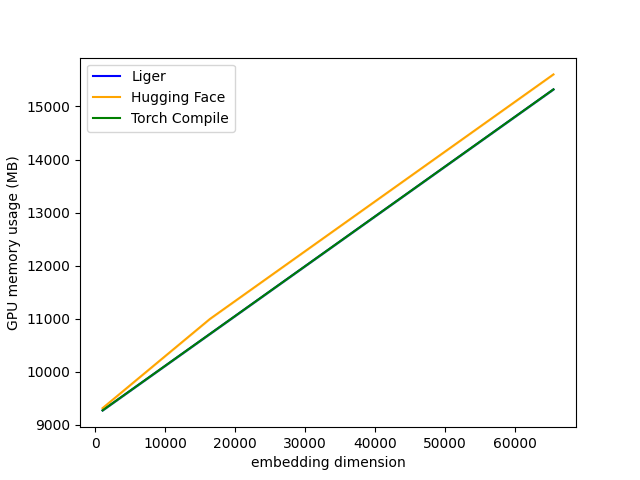 Liger
Hugging Face
Torch Compile
15000
14000
13000
12000
11000
10000
9000
GPU memory usage (MB)
0 10000 20000 30000 40000 50000 60000
embedding dimension